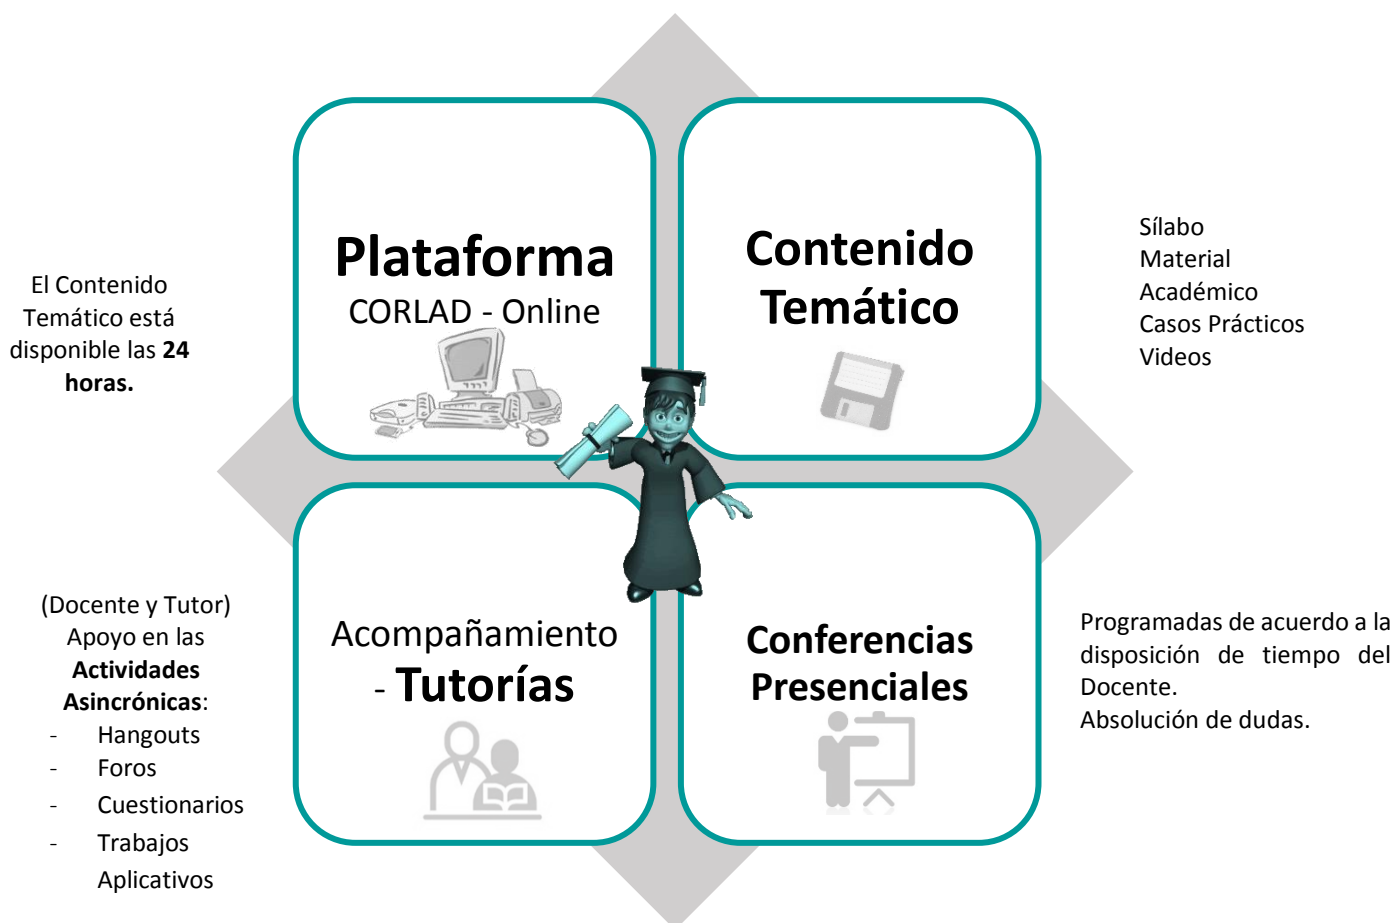 Plataforma
CORLAD - Online
Contenido
Temático
El Contenido
Temático está
disponible las 24
horas.
Sílabo
Material
Académico
Casos Prácticos
Videos
(Docente y Tutor)
Apoyo en las
Actividades
Asincrónicas:
- Hangouts
- Foros
- Cuestionarios
- Trabajos
Aplicativos
Acompañamiento
- Tutorías
Conferencias
Presenciales
Programadas de acuerdo a la
disposición de tiempo del
Docente.
Absolución de dudas.